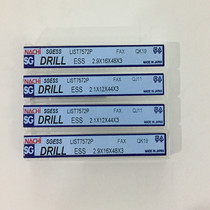 NACHI SGESS LIST7572P FAX QK19
SG DRILL ESS 2.9X16X48X3 MADE IN JAPAN
NACHI SGESS LIST7572P FAX QJ11
SG DRILL ESS 2.1X12X44X3 MADE IN JAPAN
NACHI SGESS LIST7572P FAX QJ11
SG DRILL ESS 2.1X12X44X3 MADE IN JAPAN
NACHI SGESS LIST7572P FAX QK19
SG DRILL ESS 2.9X16X48X3 MADE IN JAPAN